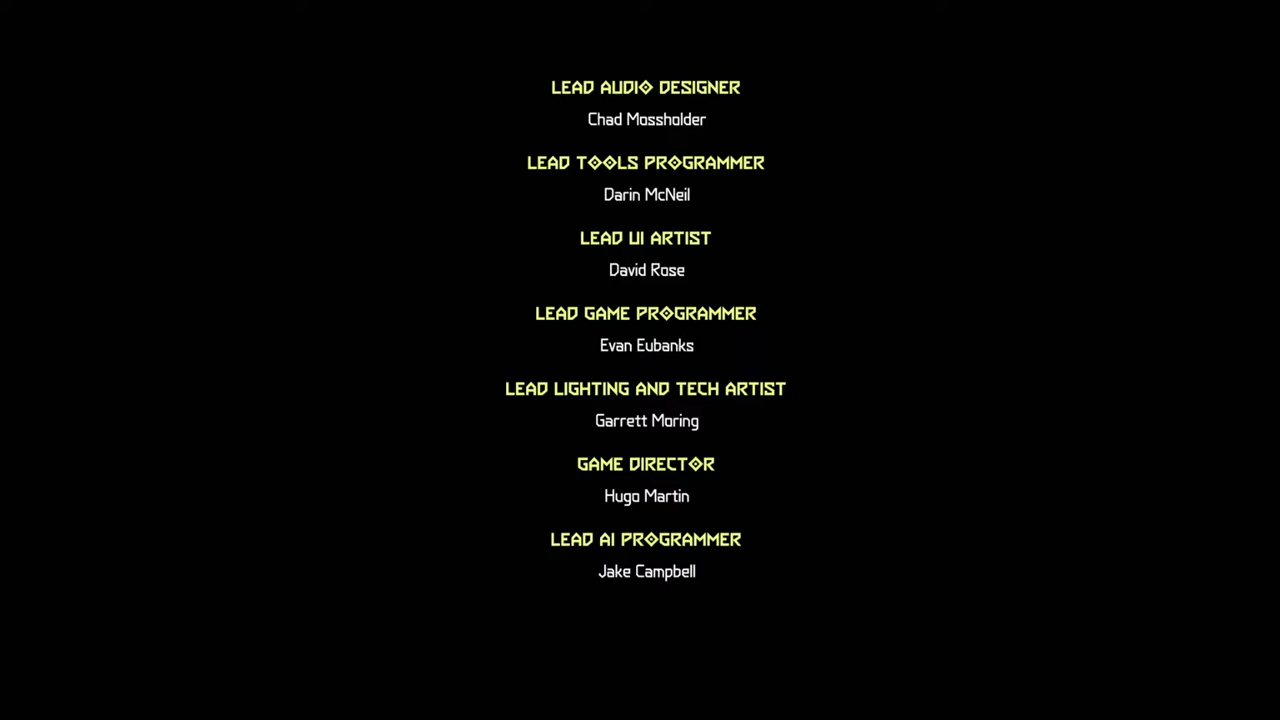 LEAD AUDIO DESIGNER
Chad Mossholder
LEAD TOOLS PROGRAMMER
Darin McNeil
LEAD UI ARTIST
David Rose
LEAD GAME PROGRAMMER
Evan Eubanks
LEAD LIGHTING AND TECH ARTIST
Garrett Moring
GAME DIRECTOR
Hugo Martin
LEAD AI PROGRAMMER
Jake Campbell